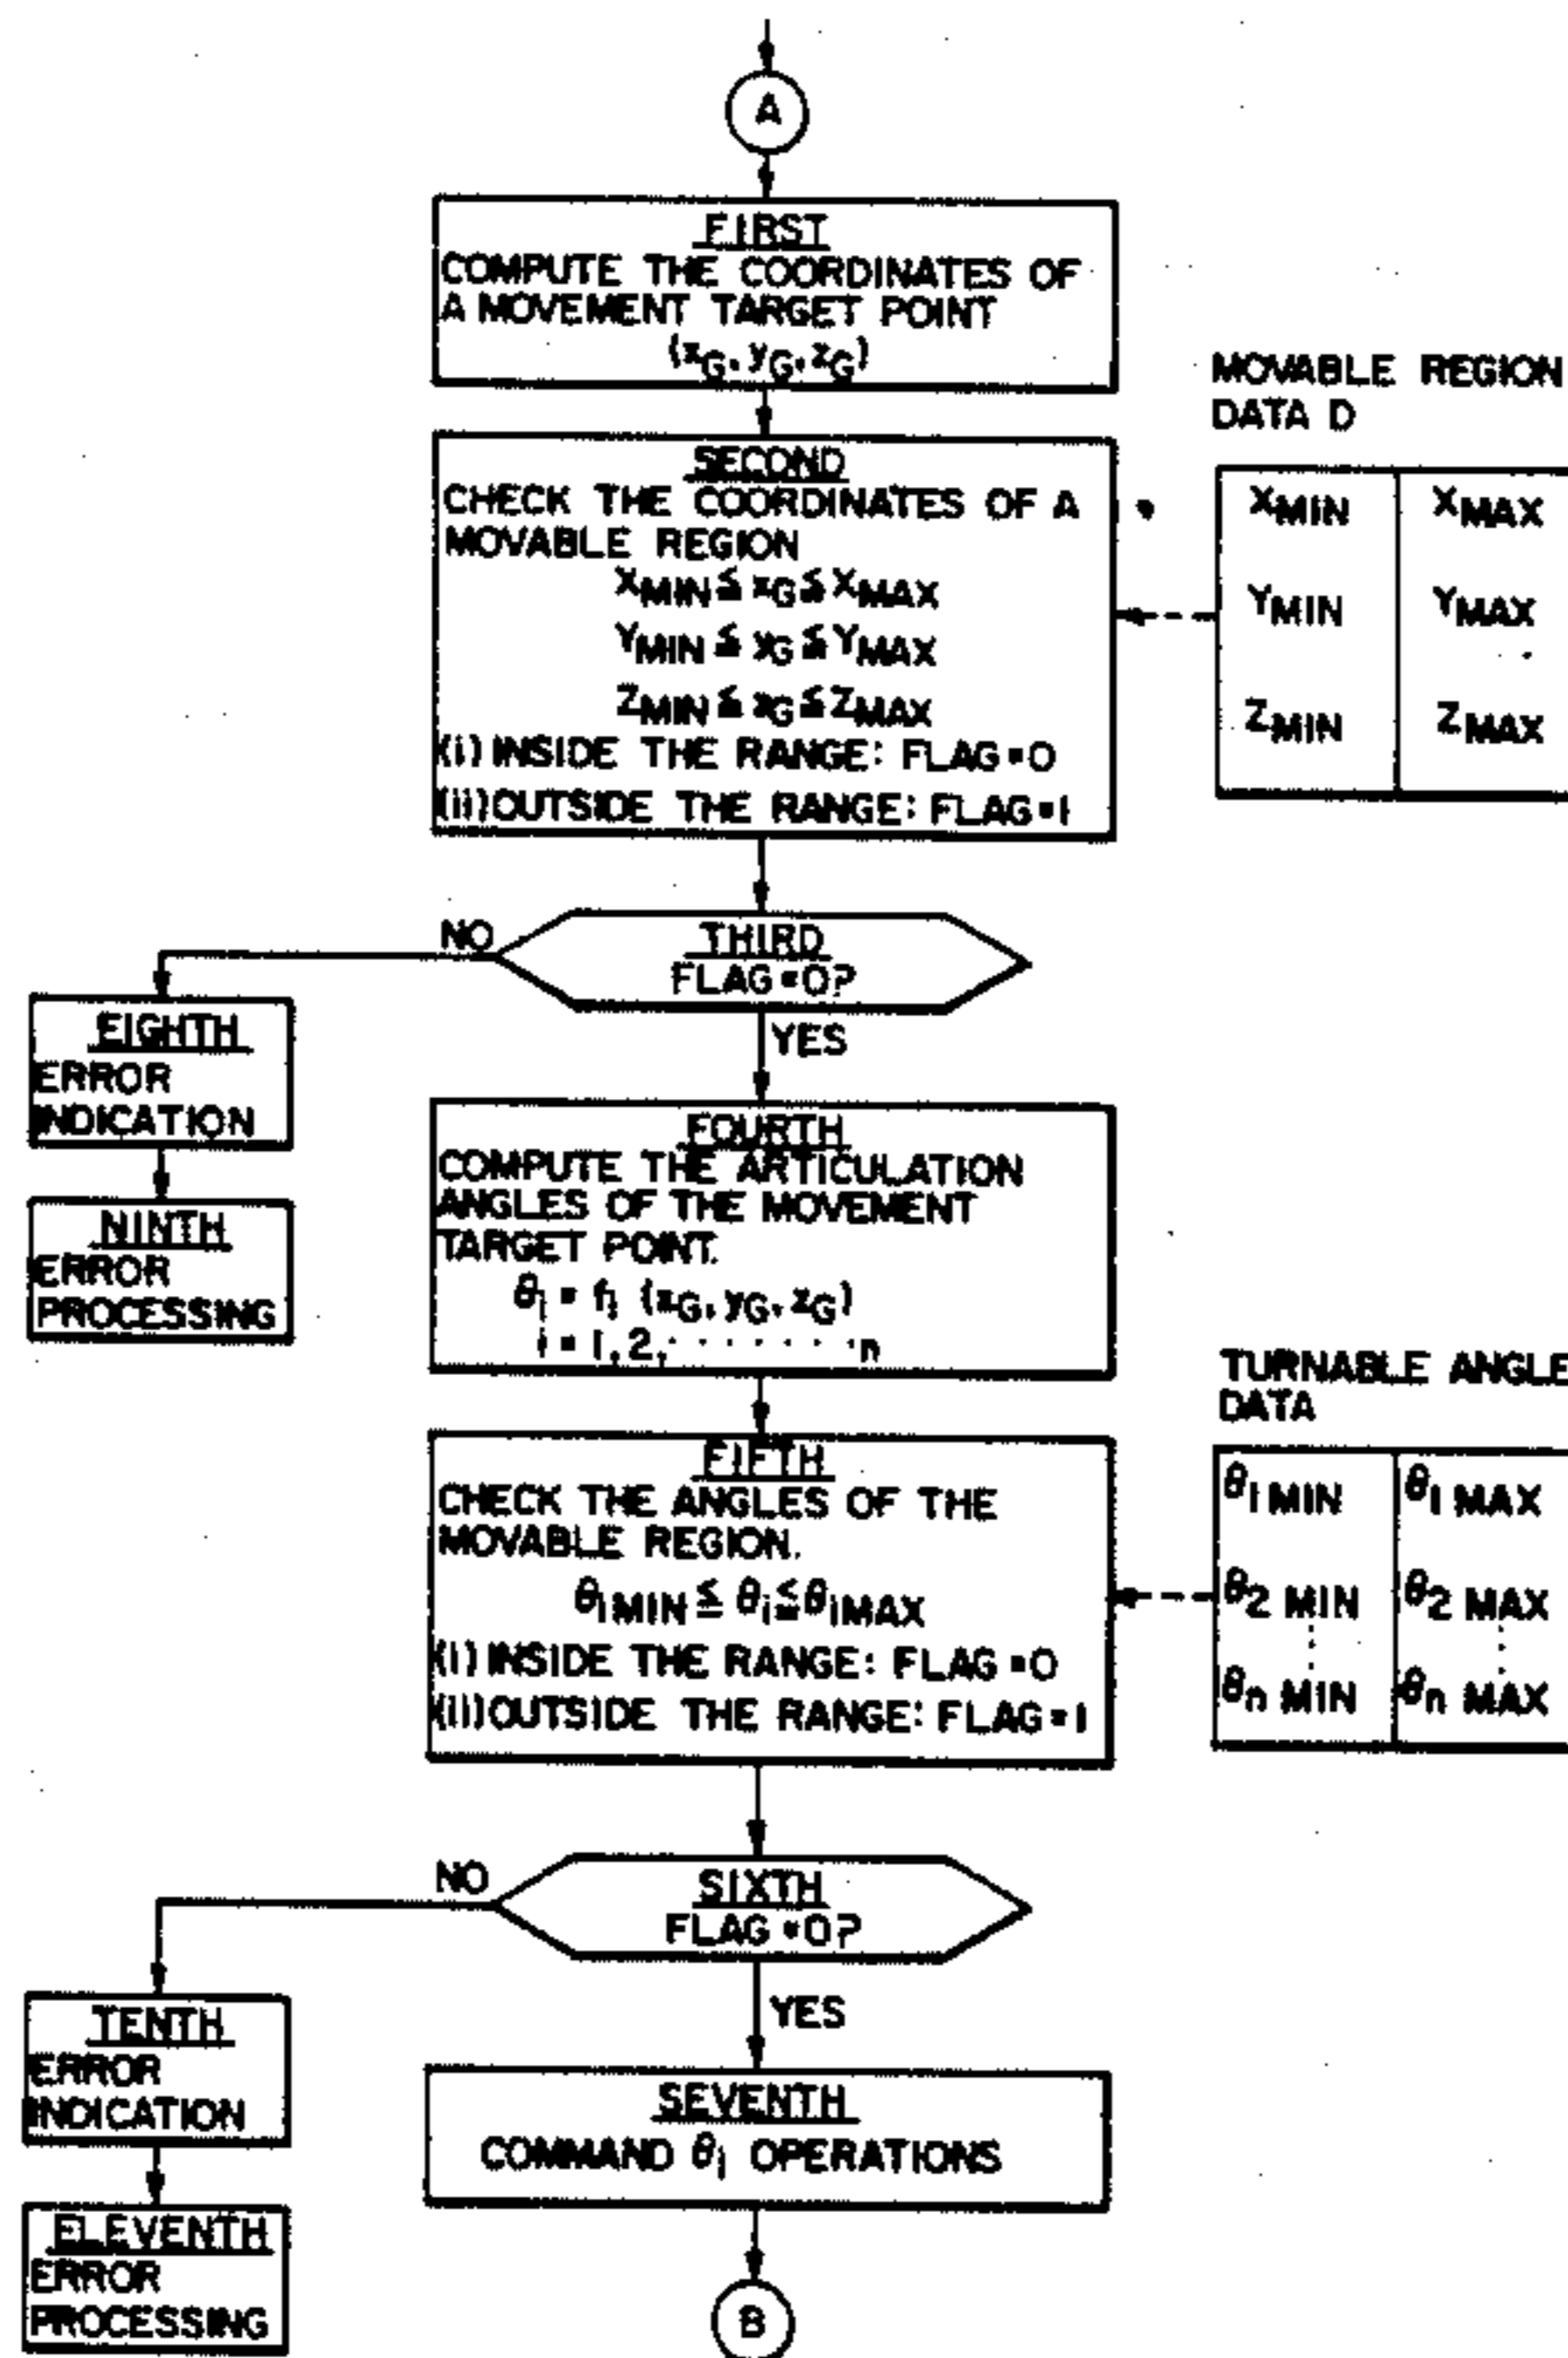 A
FIRST
COMPUTE THE COORDINATES OF
A MOVEMENT TARGET POINT
(xG, yG, zG)
MOVABLE REGION
DATA D
SECOND
CHECK THE COORDINATES OF A
MOVABLE REGION
XMIN ≦ xG ≦ XMAX
YMIN ≦ yG ≦ YMAX
ZMIN ≦ zG ≦ ZMAX
(i) INSIDE THE RANGE: FLAG=0
(ii) OUTSIDE THE RANGE: FLAG=1
XMIN XMAX
YMIN YMAX
ZMIN ZMAX
NO
THIRD
FLAG=0?
YES
EIGHTH
ERROR
INDICATION
NINTH
ERROR
PROCESSING
FOURTH
COMPUTE THE ARTICULATION
ANGLES OF THE MOVEMENT
TARGET POINT.
θi = fi (xG, yG, zG)
i = 1, 2, ······· n
TURNABLE ANGLE
DATA
FIFTH
CHECK THE ANGLES OF THE
MOVABLE REGION.
θiMIN ≦ θi ≦ θiMAX
(i) INSIDE THE RANGE: FLAG=0
(ii) OUTSIDE THE RANGE: FLAG=1
θ1 MIN θ1 MAX
θ2 MIN θ2 MAX
θn MIN θn MAX
NO
SIXTH
FLAG=0?
YES
TENTH
ERROR
INDICATION
ELEVENTH
ERROR
PROCESSING
SEVENTH
COMMAND θi OPERATIONS
B